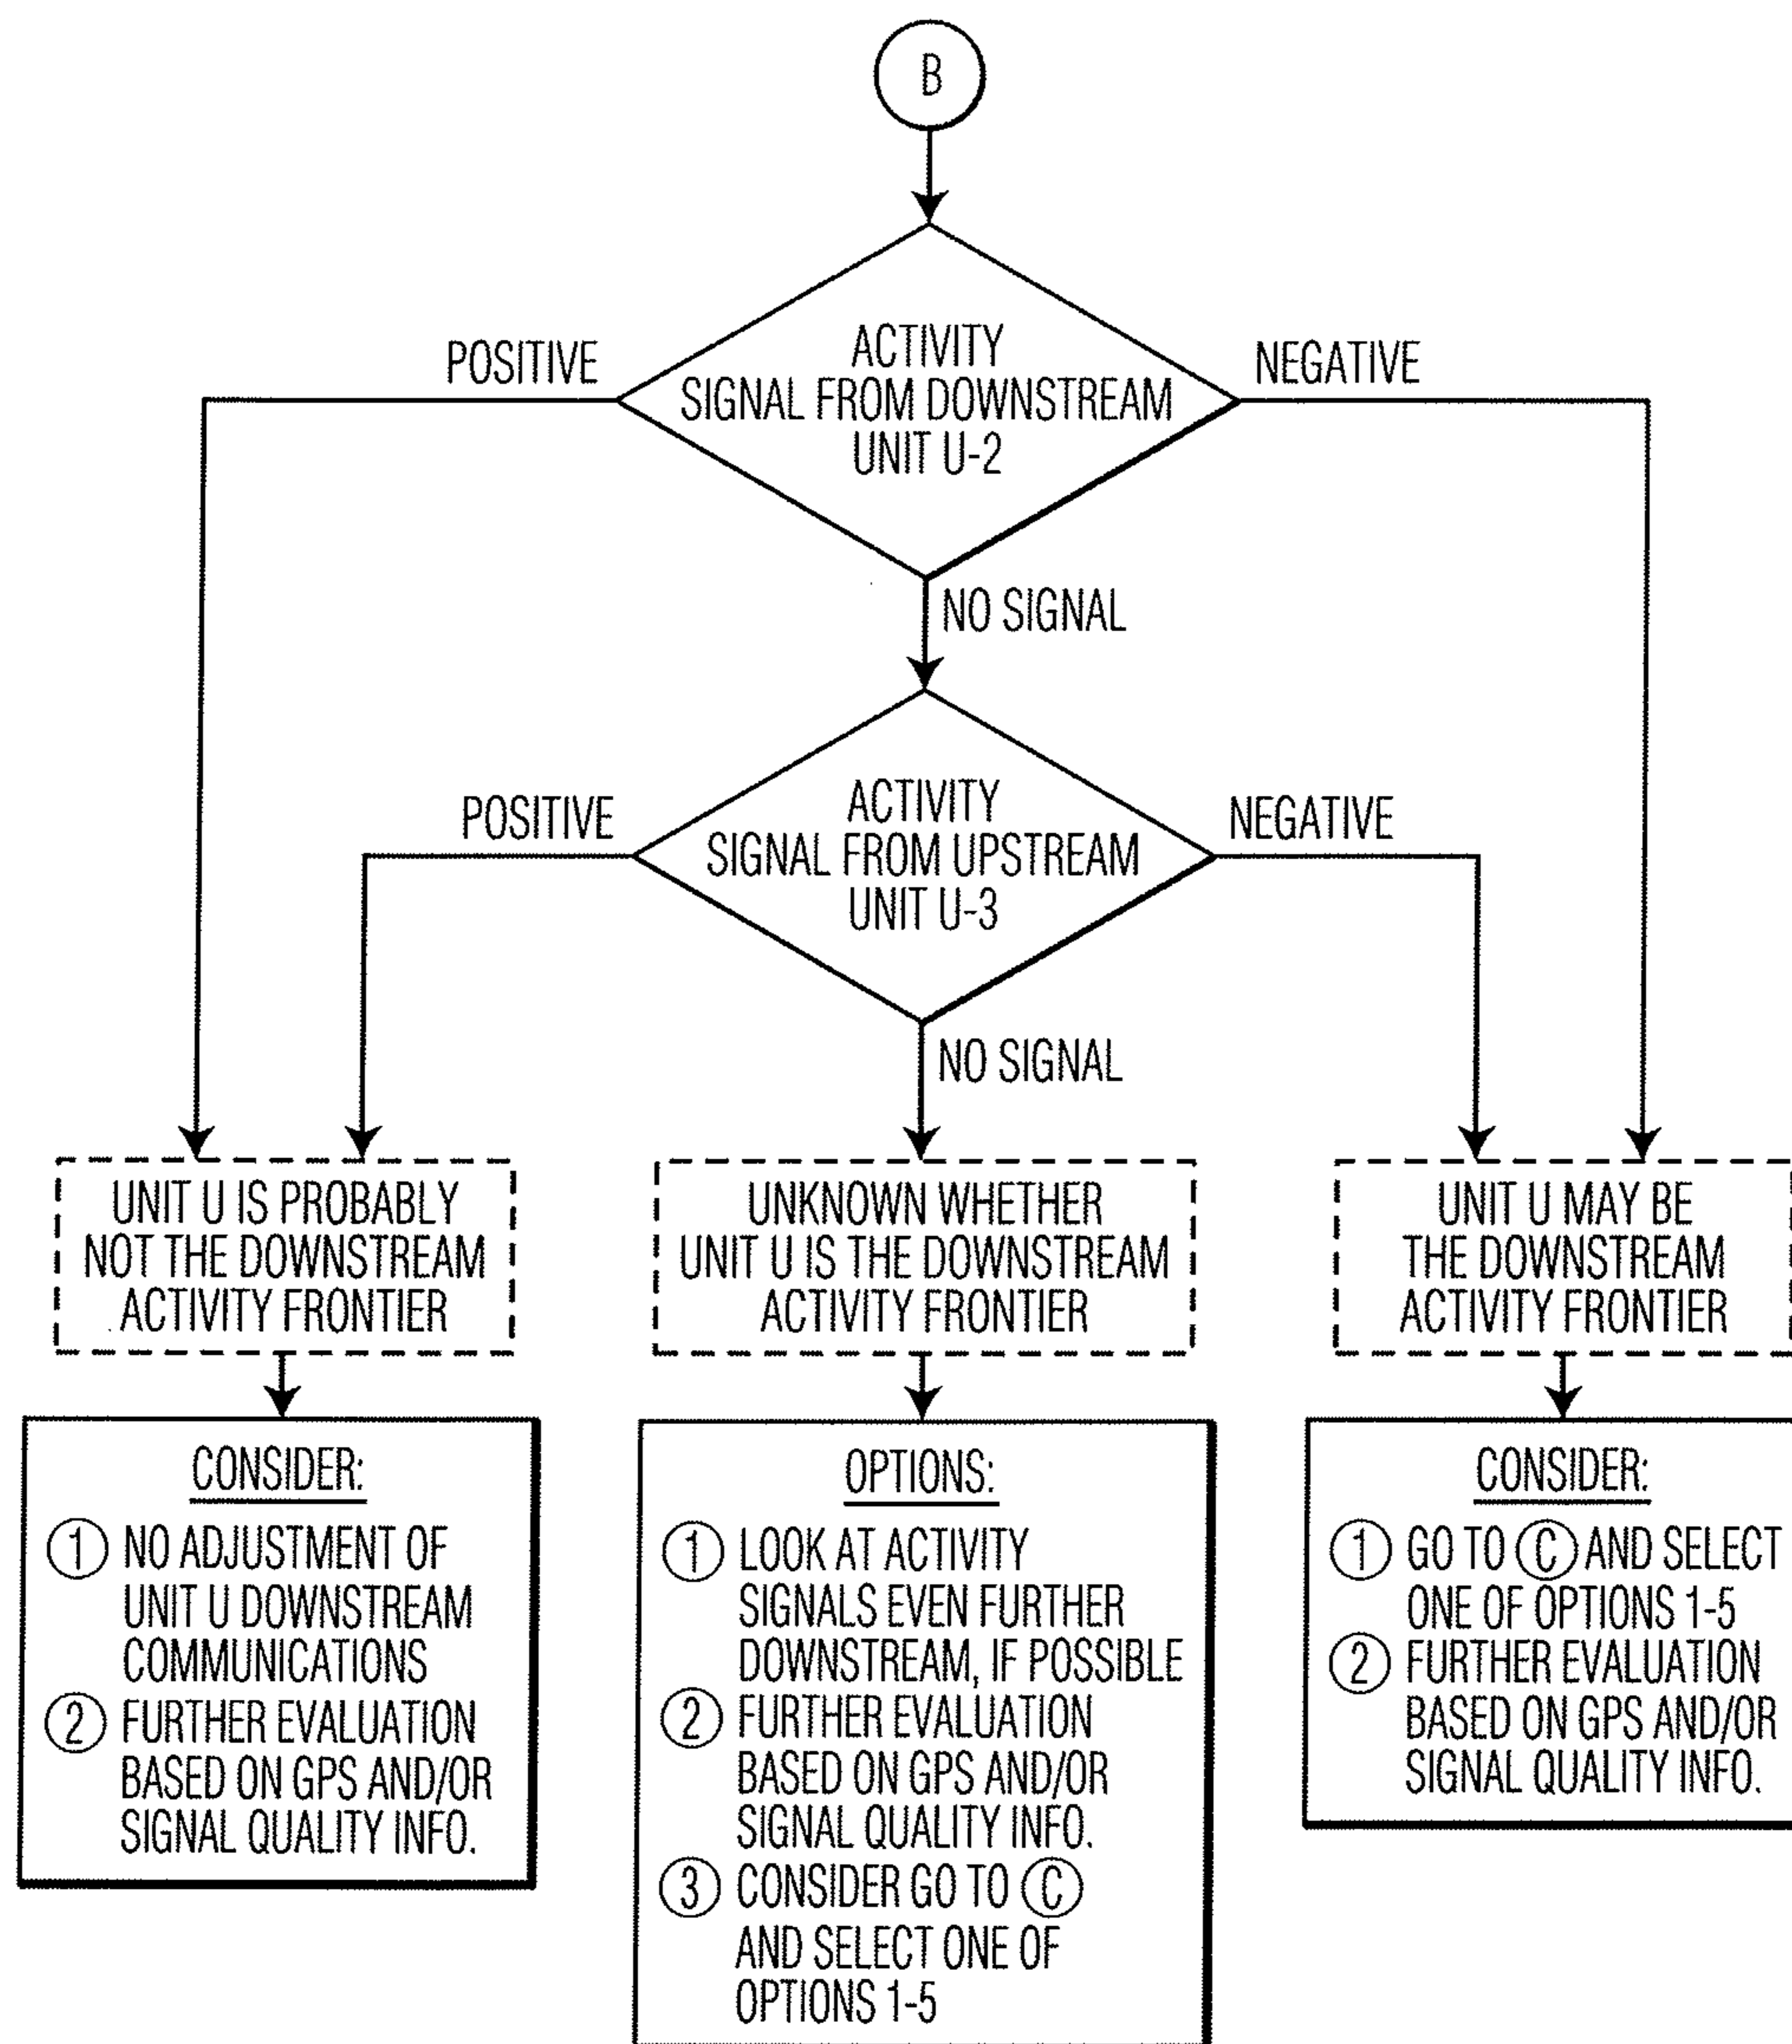 B
ACTIVITY
SIGNAL FROM DOWNSTREAM
UNIT U-2
POSITIVE
NEGATIVE
NO SIGNAL
ACTIVITY
SIGNAL FROM UPSTREAM
UNIT U-3
POSITIVE
NEGATIVE
NO SIGNAL
UNIT U IS PROBABLY
NOT THE DOWNSTREAM
ACTIVITY FRONTIER
UNKNOWN WHETHER
UNIT U IS THE DOWNSTREAM
ACTIVITY FRONTIER
UNIT U MAY BE
THE DOWNSTREAM
ACTIVITY FRONTIER
CONSIDER:
1 NO ADJUSTMENT OF
UNIT U DOWNSTREAM
COMMUNICATIONS
2 FURTHER EVALUATION
BASED ON GPS AND/OR
SIGNAL QUALITY INFO.
OPTIONS:
1 LOOK AT ACTIVITY
SIGNALS EVEN FURTHER
DOWNSTREAM, IF POSSIBLE
2 FURTHER EVALUATION
BASED ON GPS AND/OR
SIGNAL QUALITY INFO.
3 CONSIDER GO TO C
AND SELECT ONE OF
OPTIONS 1-5
CONSIDER:
1 GO TO C AND SELECT
ONE OF OPTIONS 1-5
2 FURTHER EVALUATION
BASED ON GPS AND/OR
SIGNAL QUALITY INFO.